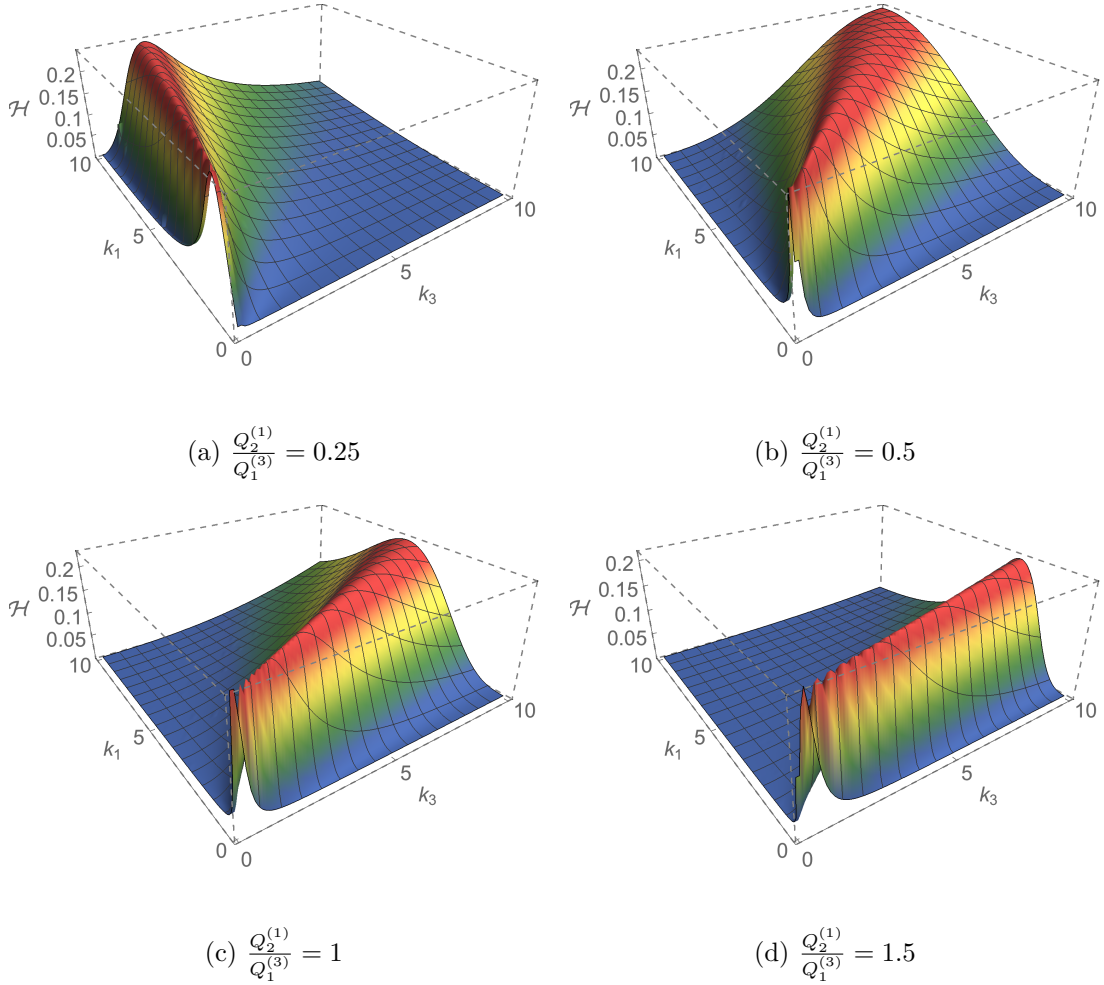 0.2
0.15
0.1
0.05
ℋ
10
5
k₁
0
0
5
k₃
10
(a) Q₂⁽¹⁾/Q₁⁽³⁾ = 0.25
0.2
0.15
0.1
0.05
ℋ
10
5
k₁
0
0
5
k₃
10
(b) Q₂⁽¹⁾/Q₁⁽³⁾ = 0.5
0.2
0.15
0.1
0.05
ℋ
10
5
k₁
0
0
5
k₃
10
(c) Q₂⁽¹⁾/Q₁⁽³⁾ = 1
0.2
0.15
0.1
0.05
ℋ
10
5
k₁
0
0
5
k₃
10
(d) Q₂⁽¹⁾/Q₁⁽³⁾ = 1.5